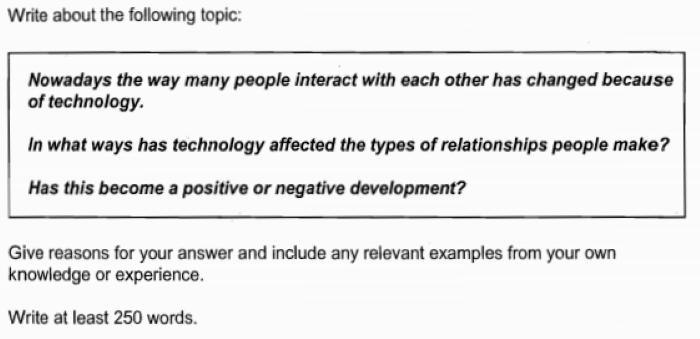 Write about the following topic:
Nowadays the way many people interact with each other has changed because
of technology.
In what ways has technology affected the types of relationships people make?
Has this become a positive or negative development?
Give reasons for your answer and include any relevant examples from your own
knowledge or experience.
Write at least 250 words.